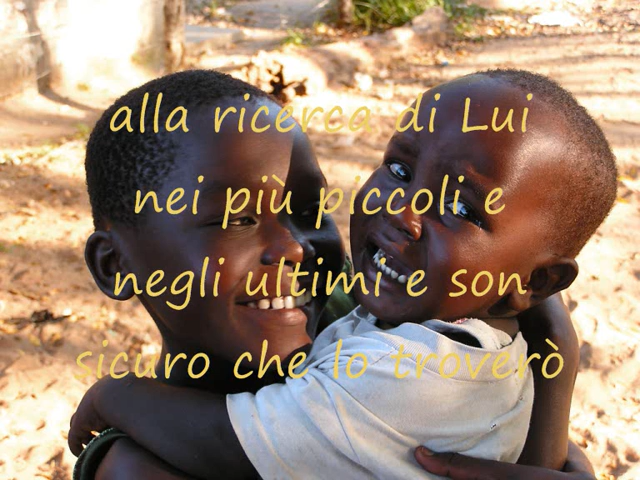 alla ricerca di Lui
nei più piccoli e
negli ultimi e son
sicuro che lo troverò